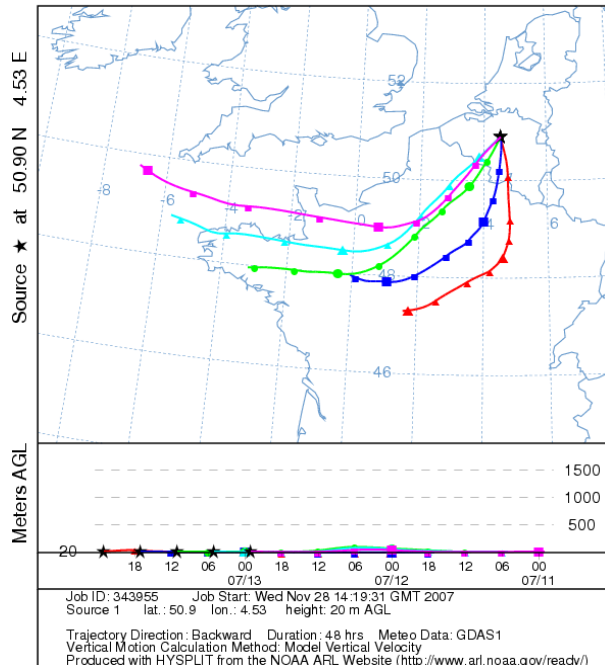 Source ★ at 50.90 N 4.53 E
52
50
48
46
-8
-6
-4
-2
0
4
6
Meters AGL
1500
1000
500
20
18 12 06 00 18 12 06 00 18 12 06 00
07/13 07/12 07/11
Job ID: 343955 Job Start: Wed Nov 28 14:19:31 GMT 2007
Source 1 lat.: 50.9 lon.: 4.53 height: 20 m AGL
Trajectory Direction: Backward Duration: 48 hrs Meteo Data: GDAS1
Vertical Motion Calculation Method: Model Vertical Velocity
Produced with HYSPLIT from the NOAA ARL Website (http://www.arl.noaa.gov/ready/)